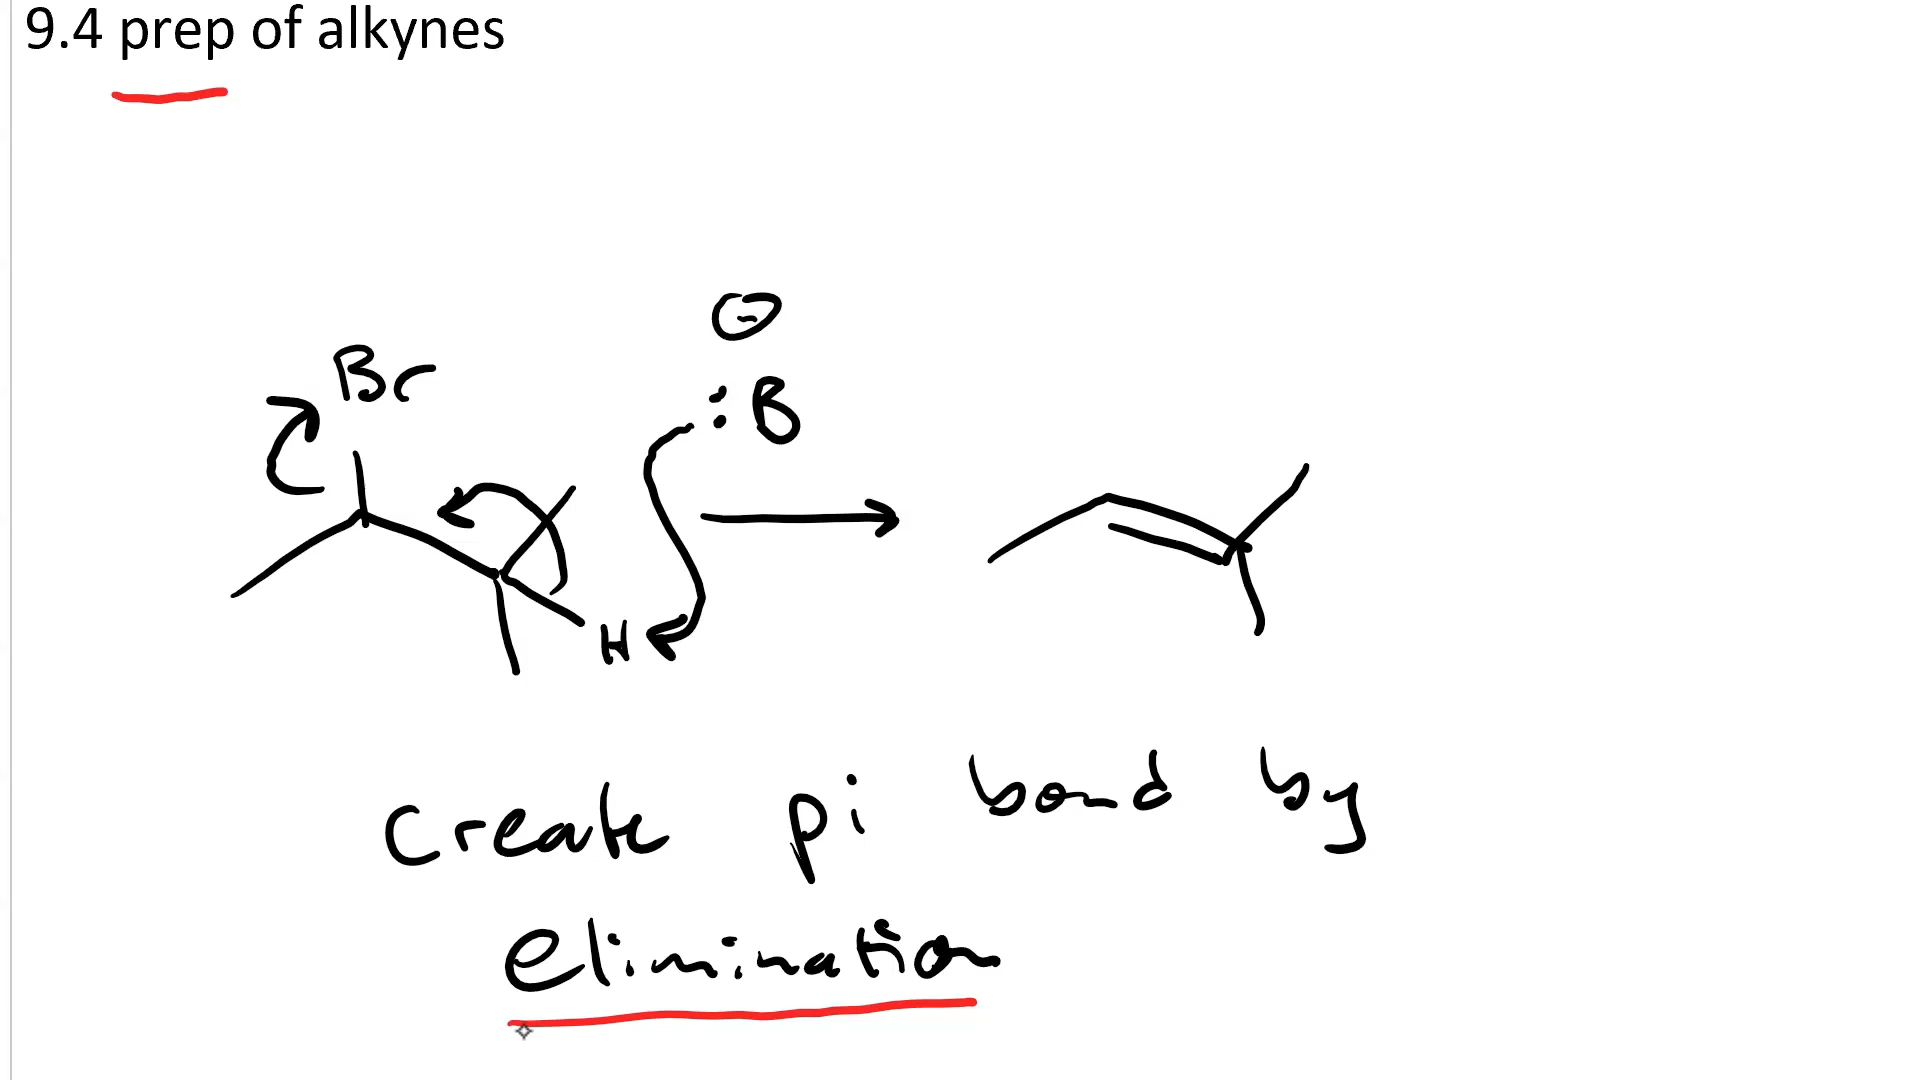 9.4 prep of alkynes
⊖
Br
:B
H
create pi bond by
elimination